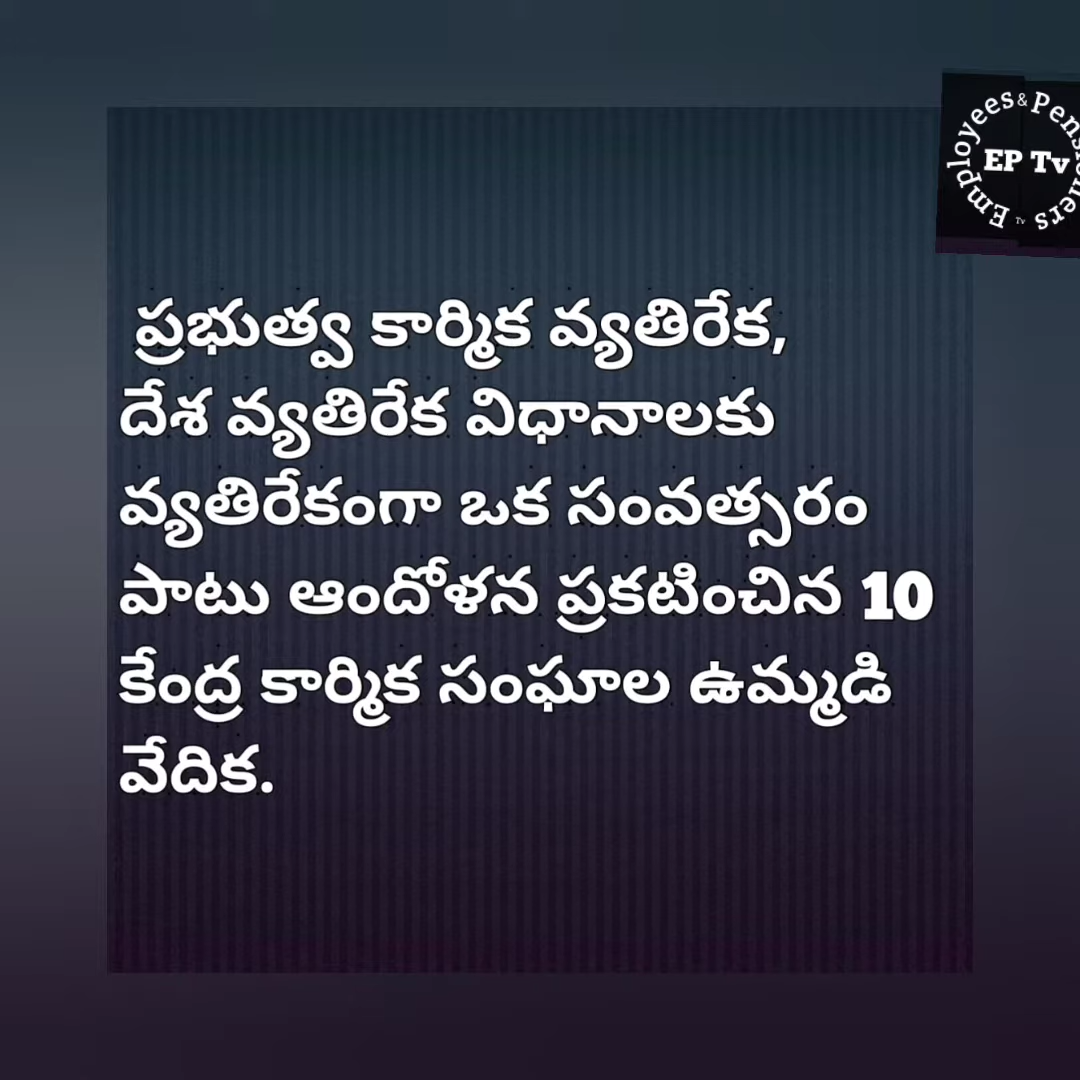 Employees & Pensioners Tv
EP Tv
ప్రభుత్వ కార్మిక వ్యతిరేక,
దేశ వ్యతిరేక విధానాలకు
వ్యతిరేకంగా ఒక సంవత్సరం
పాటు ఆందోళన ప్రకటించిన 10
కేంద్ర కార్మిక సంఘాల ఉమ్మడి
వేదిక.